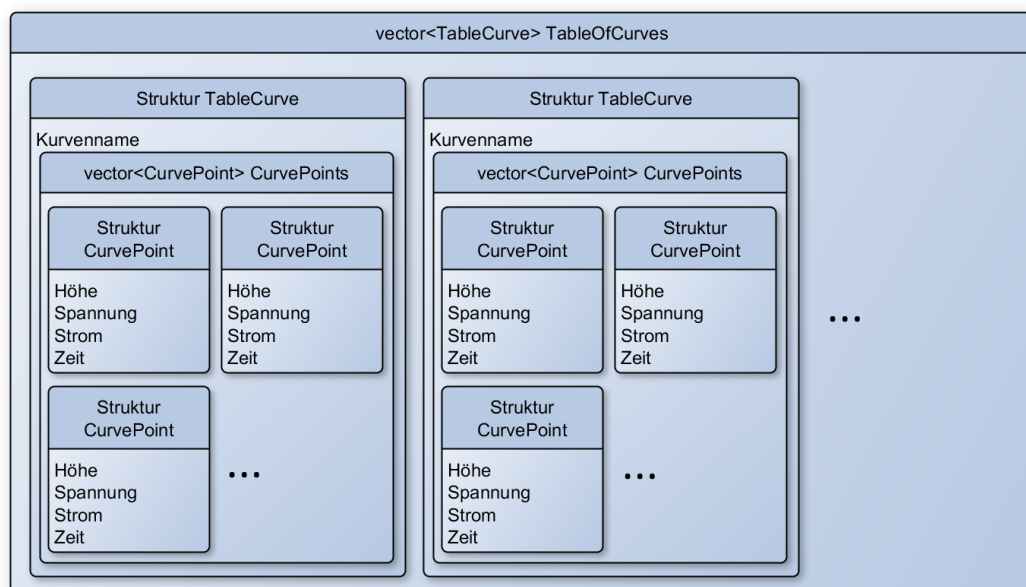 vector<TableCurve> TableOfCurves
Struktur TableCurve
Kurvenname
vector<CurvePoint> CurvePoints
Struktur
CurvePoint
Höhe
Spannung
Strom
Zeit
Struktur
CurvePoint
Höhe
Spannung
Strom
Zeit
Struktur
CurvePoint
Höhe
Spannung
Strom
Zeit
...
Struktur TableCurve
Kurvenname
vector<CurvePoint> CurvePoints
Struktur
CurvePoint
Höhe
Spannung
Strom
Zeit
Struktur
CurvePoint
Höhe
Spannung
Strom
Zeit
Struktur
CurvePoint
Höhe
Spannung
Strom
Zeit
...
...